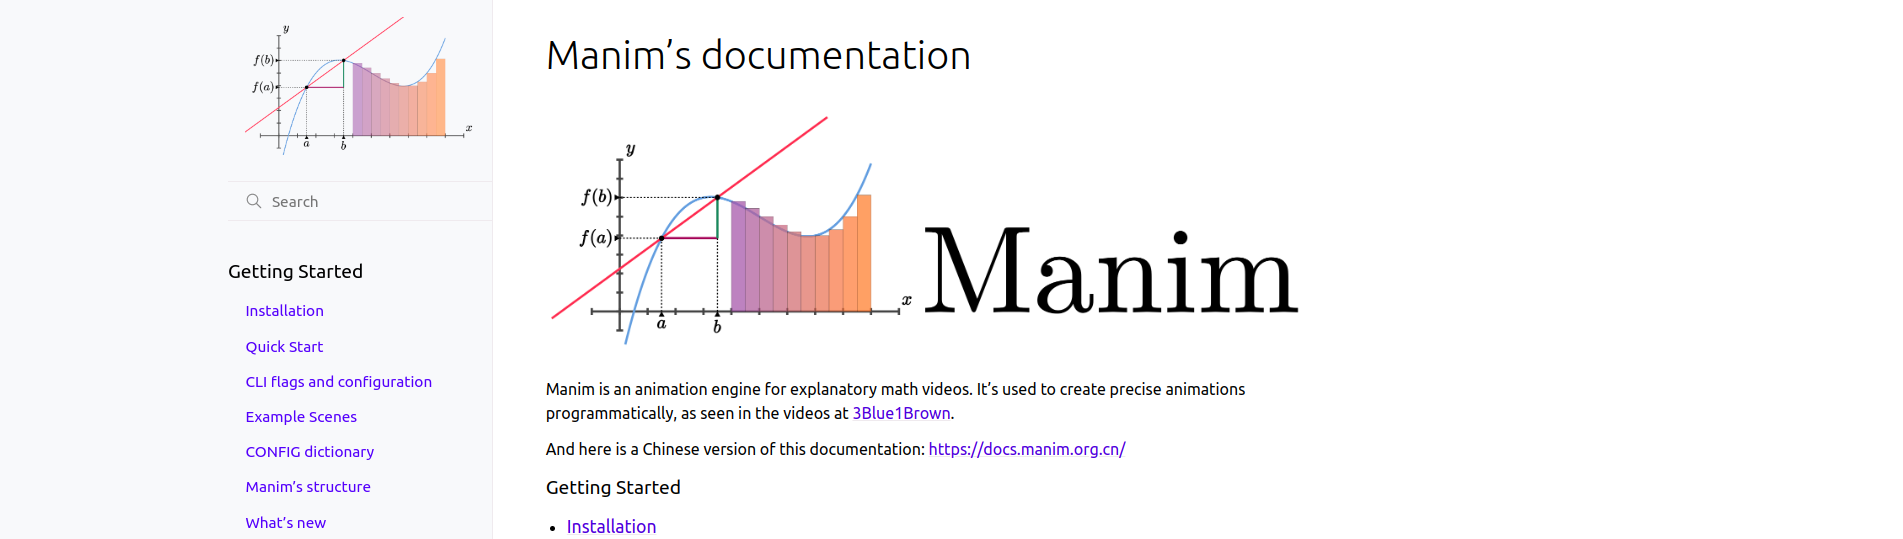 y
f(b)
f(a)
x
a
b
Search
Getting Started
Installation
Quick Start
CLI flags and configuration
Example Scenes
CONFIG dictionary
Manim’s structure
What’s new
Manim’s documentation
y
f(b)
f(a)
x
a
b
Manim
Manim is an animation engine for explanatory math videos. It’s used to create precise animations
programmatically, as seen in the videos at 3Blue1Brown.
And here is a Chinese version of this documentation: https://docs.manim.org.cn/
Getting Started
• Installation